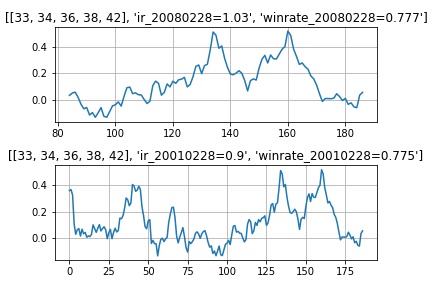 [[33, 34, 36, 38, 42], 'ir_20080228=1.03', 'winrate_20080228=0.777']
0.4
0.2
0.0
80 100 120 140 160 180
[[33, 34, 36, 38, 42], 'ir_20010228=0.9', 'winrate_20010228=0.775']
0.4
0.2
0.0
0 25 50 75 100 125 150 175